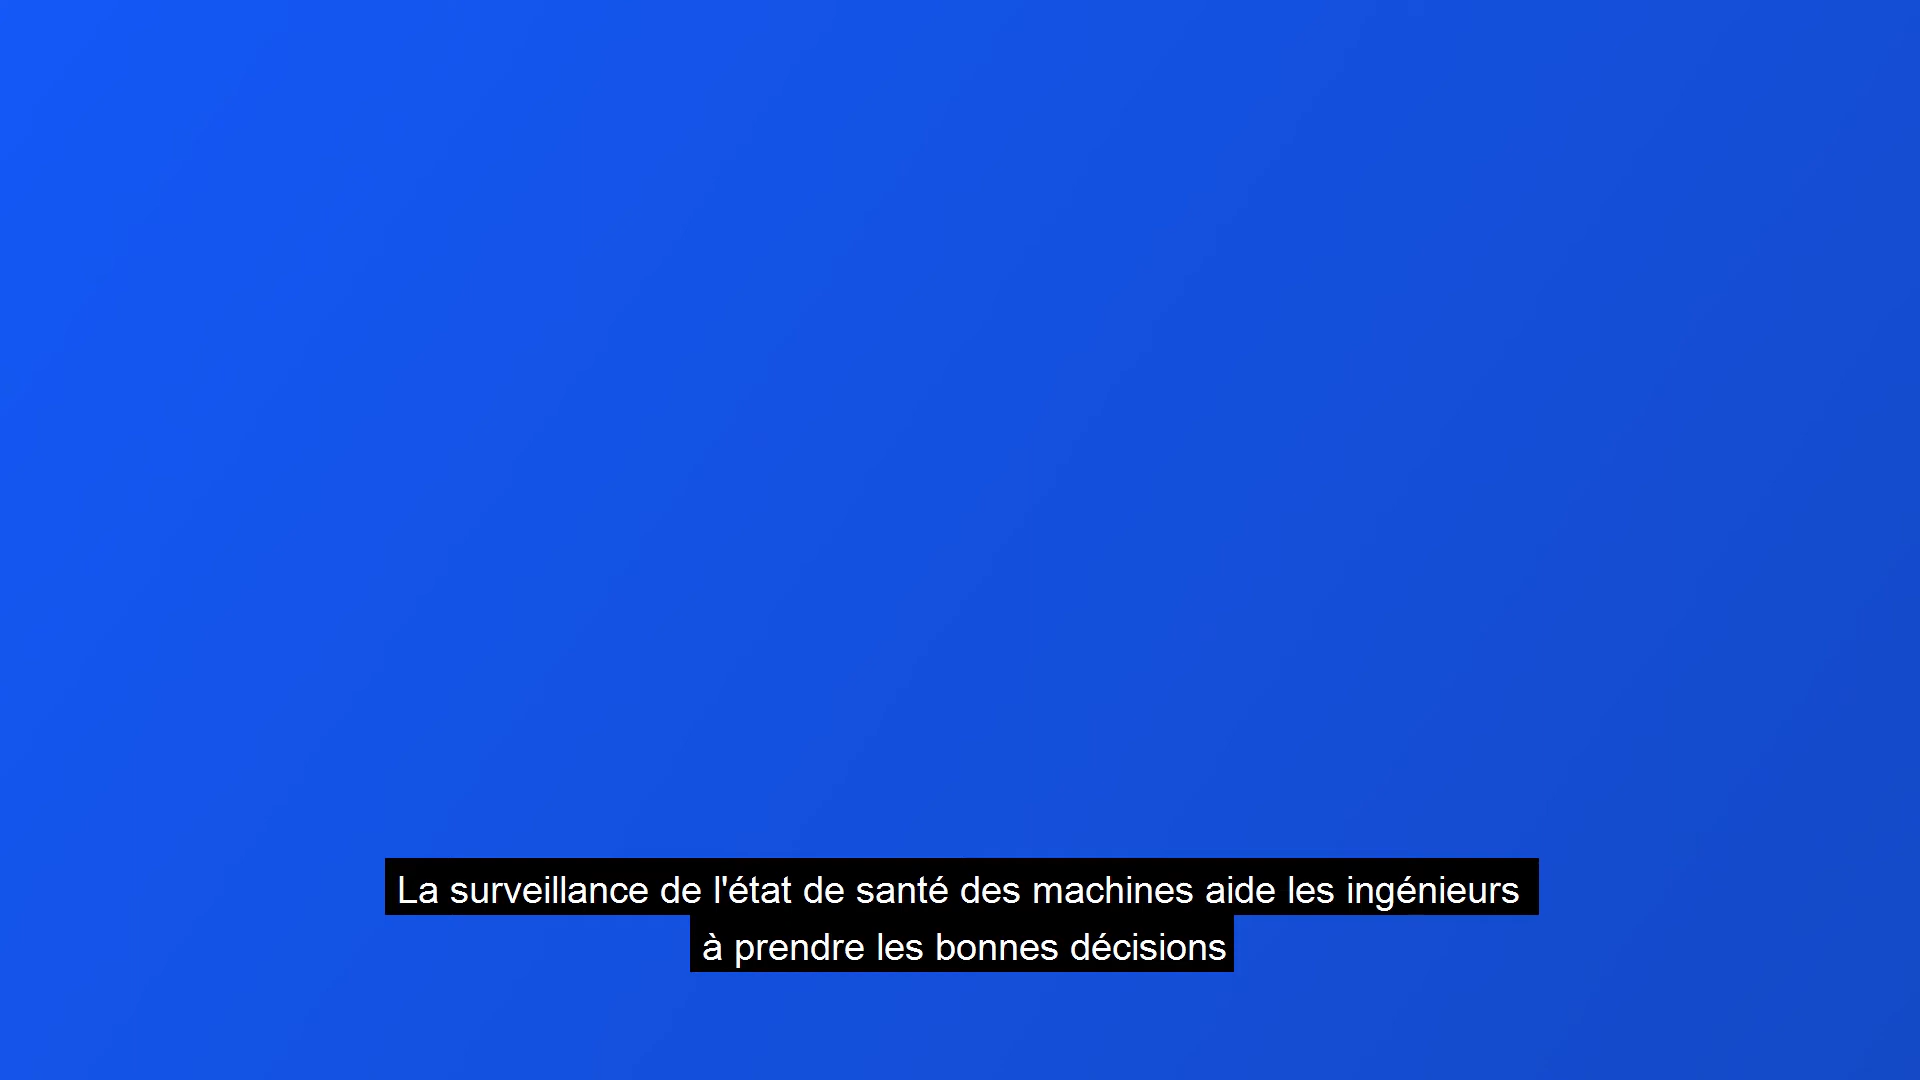 La surveillance de l'état de santé des machines aide les ingénieurs
à prendre les bonnes décisions